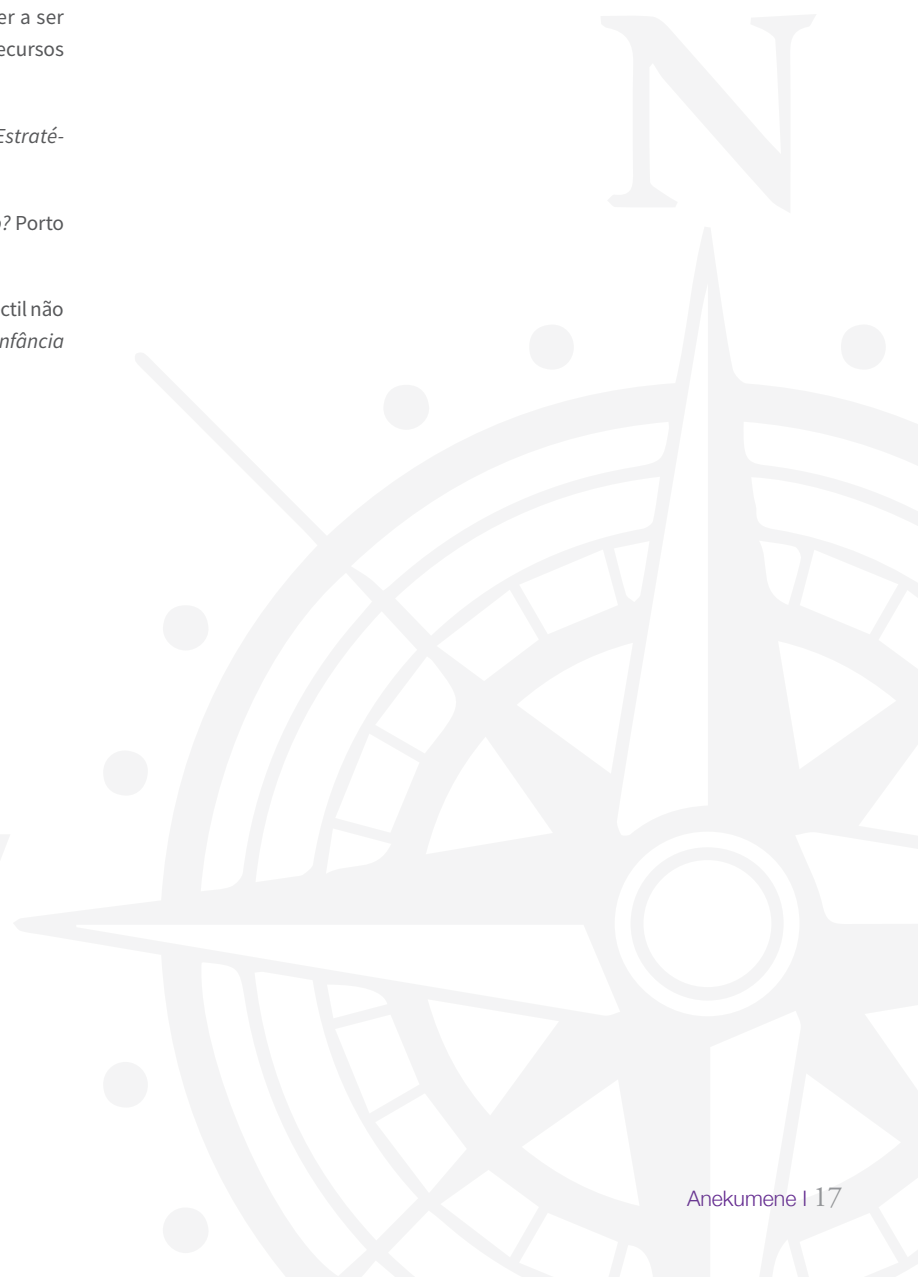 er a ser
ecursos
Estraté-
o? Porto
ctil não
nfância
N
Anekumene I 17